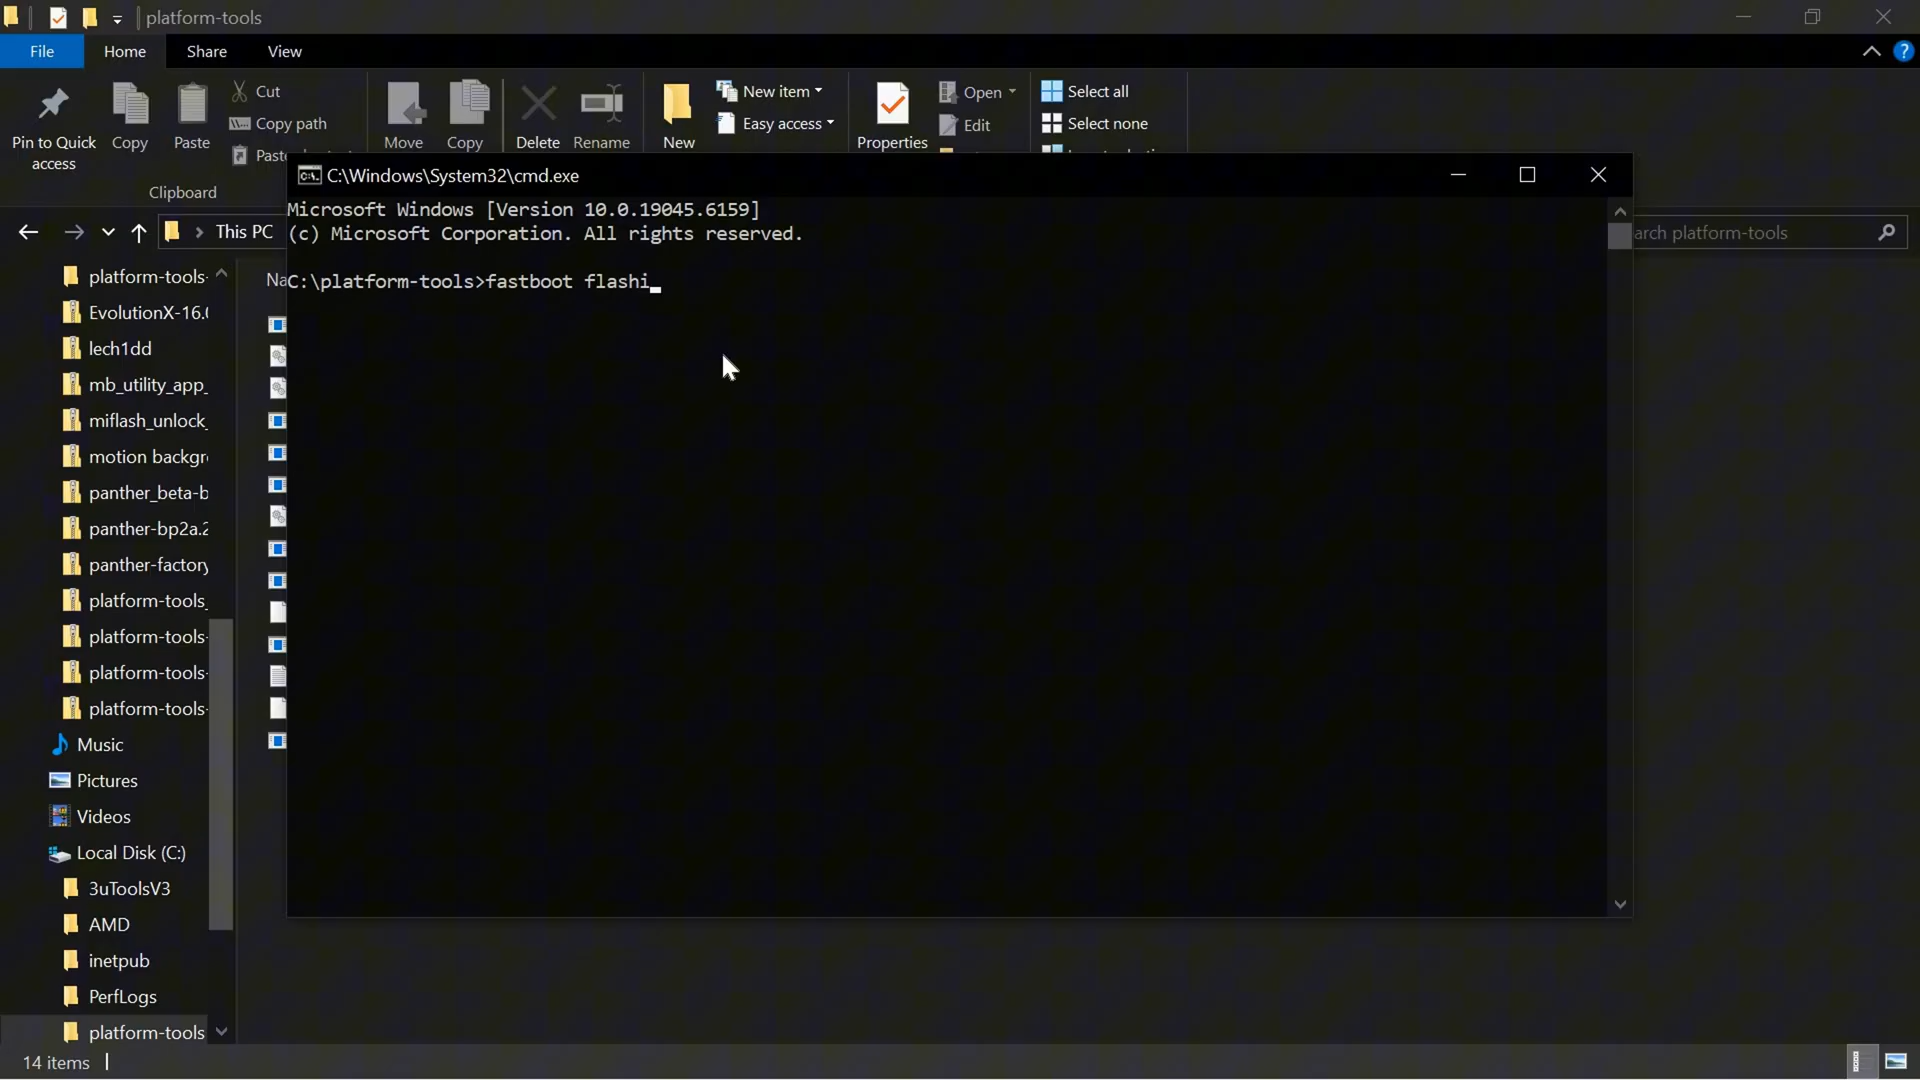 platform-tools
File
Home
Share
View
Pin to Quick access
Copy
Paste
Cut
Copy path
Move
Copy
Delete
Rename
New
New item
Easy access
Properties
Open
Edit
Select all
Select none
Clipboard
This PC
arch platform-tools
C:\Windows\System32\cmd.exe
Microsoft Windows [Version 10.0.19045.6159]
(c) Microsoft Corporation. All rights reserved.
C:\platform-tools>fastboot flashi_
platform-tools-
EvolutionX-16.
lech1dd
mb_utility_app_
miflash_unlock_
motion backgr
panther_beta-b
panther-bp2a.2
panther-factory
platform-tools_
platform-tools-
platform-tools-
platform-tools-
Music
Pictures
Videos
Local Disk (C:)
3uToolsV3
AMD
inetpub
PerfLogs
platform-tools
14 items